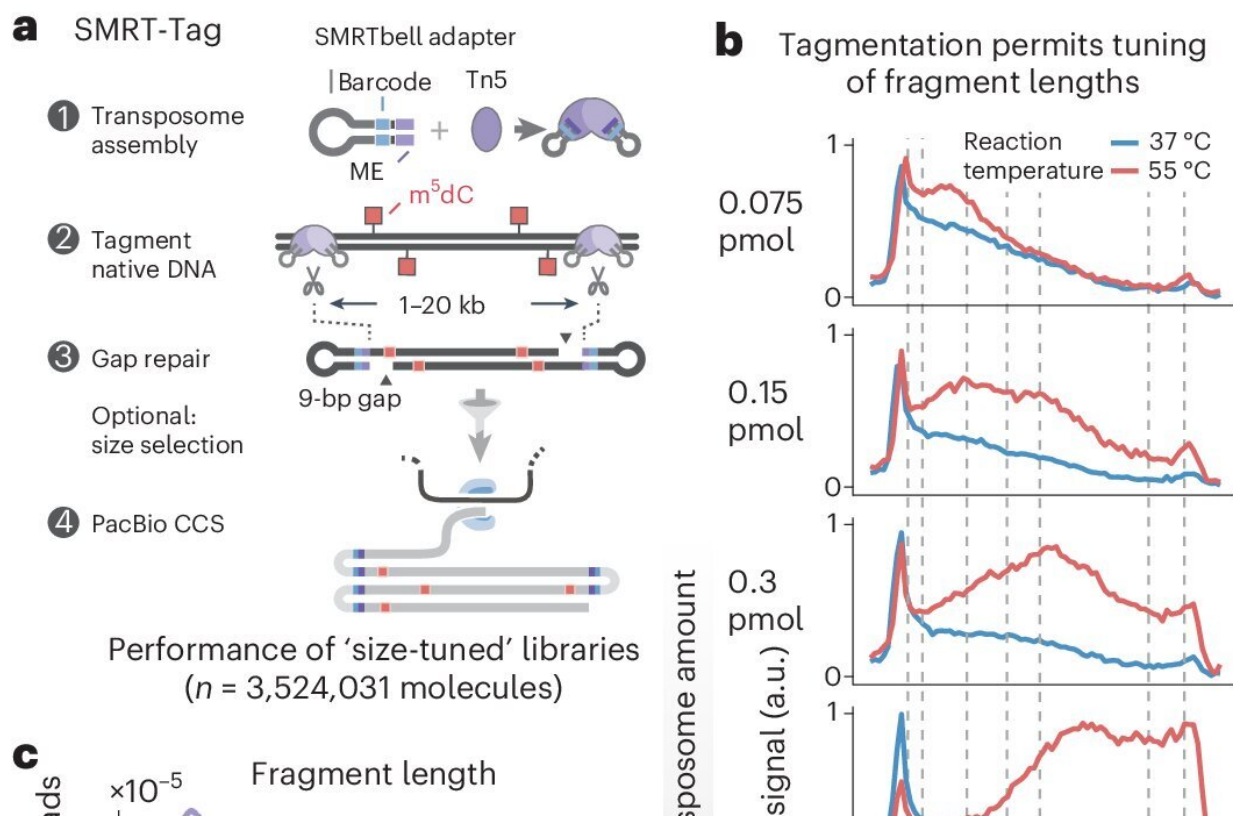 a SMRT-Tag
SMRTbell adapter
Barcode
Tn5
1 Transposome
assembly
ME
m⁵dC
2 Tagment
native DNA
1–20 kb
3 Gap repair
9-bp gap
Optional:
size selection
4 PacBio CCS
Performance of ‘size-tuned’ libraries
(n = 3,524,031 molecules)
c
×10⁻⁵
Fragment length
ads
b Tagmentation permits tuning
of fragment lengths
Reaction
temperature
37 °C
55 °C
1
0.075
pmol
0
1
0.15
pmol
0
1
0.3
pmol
0
1
sposome amount
signal (a.u.)